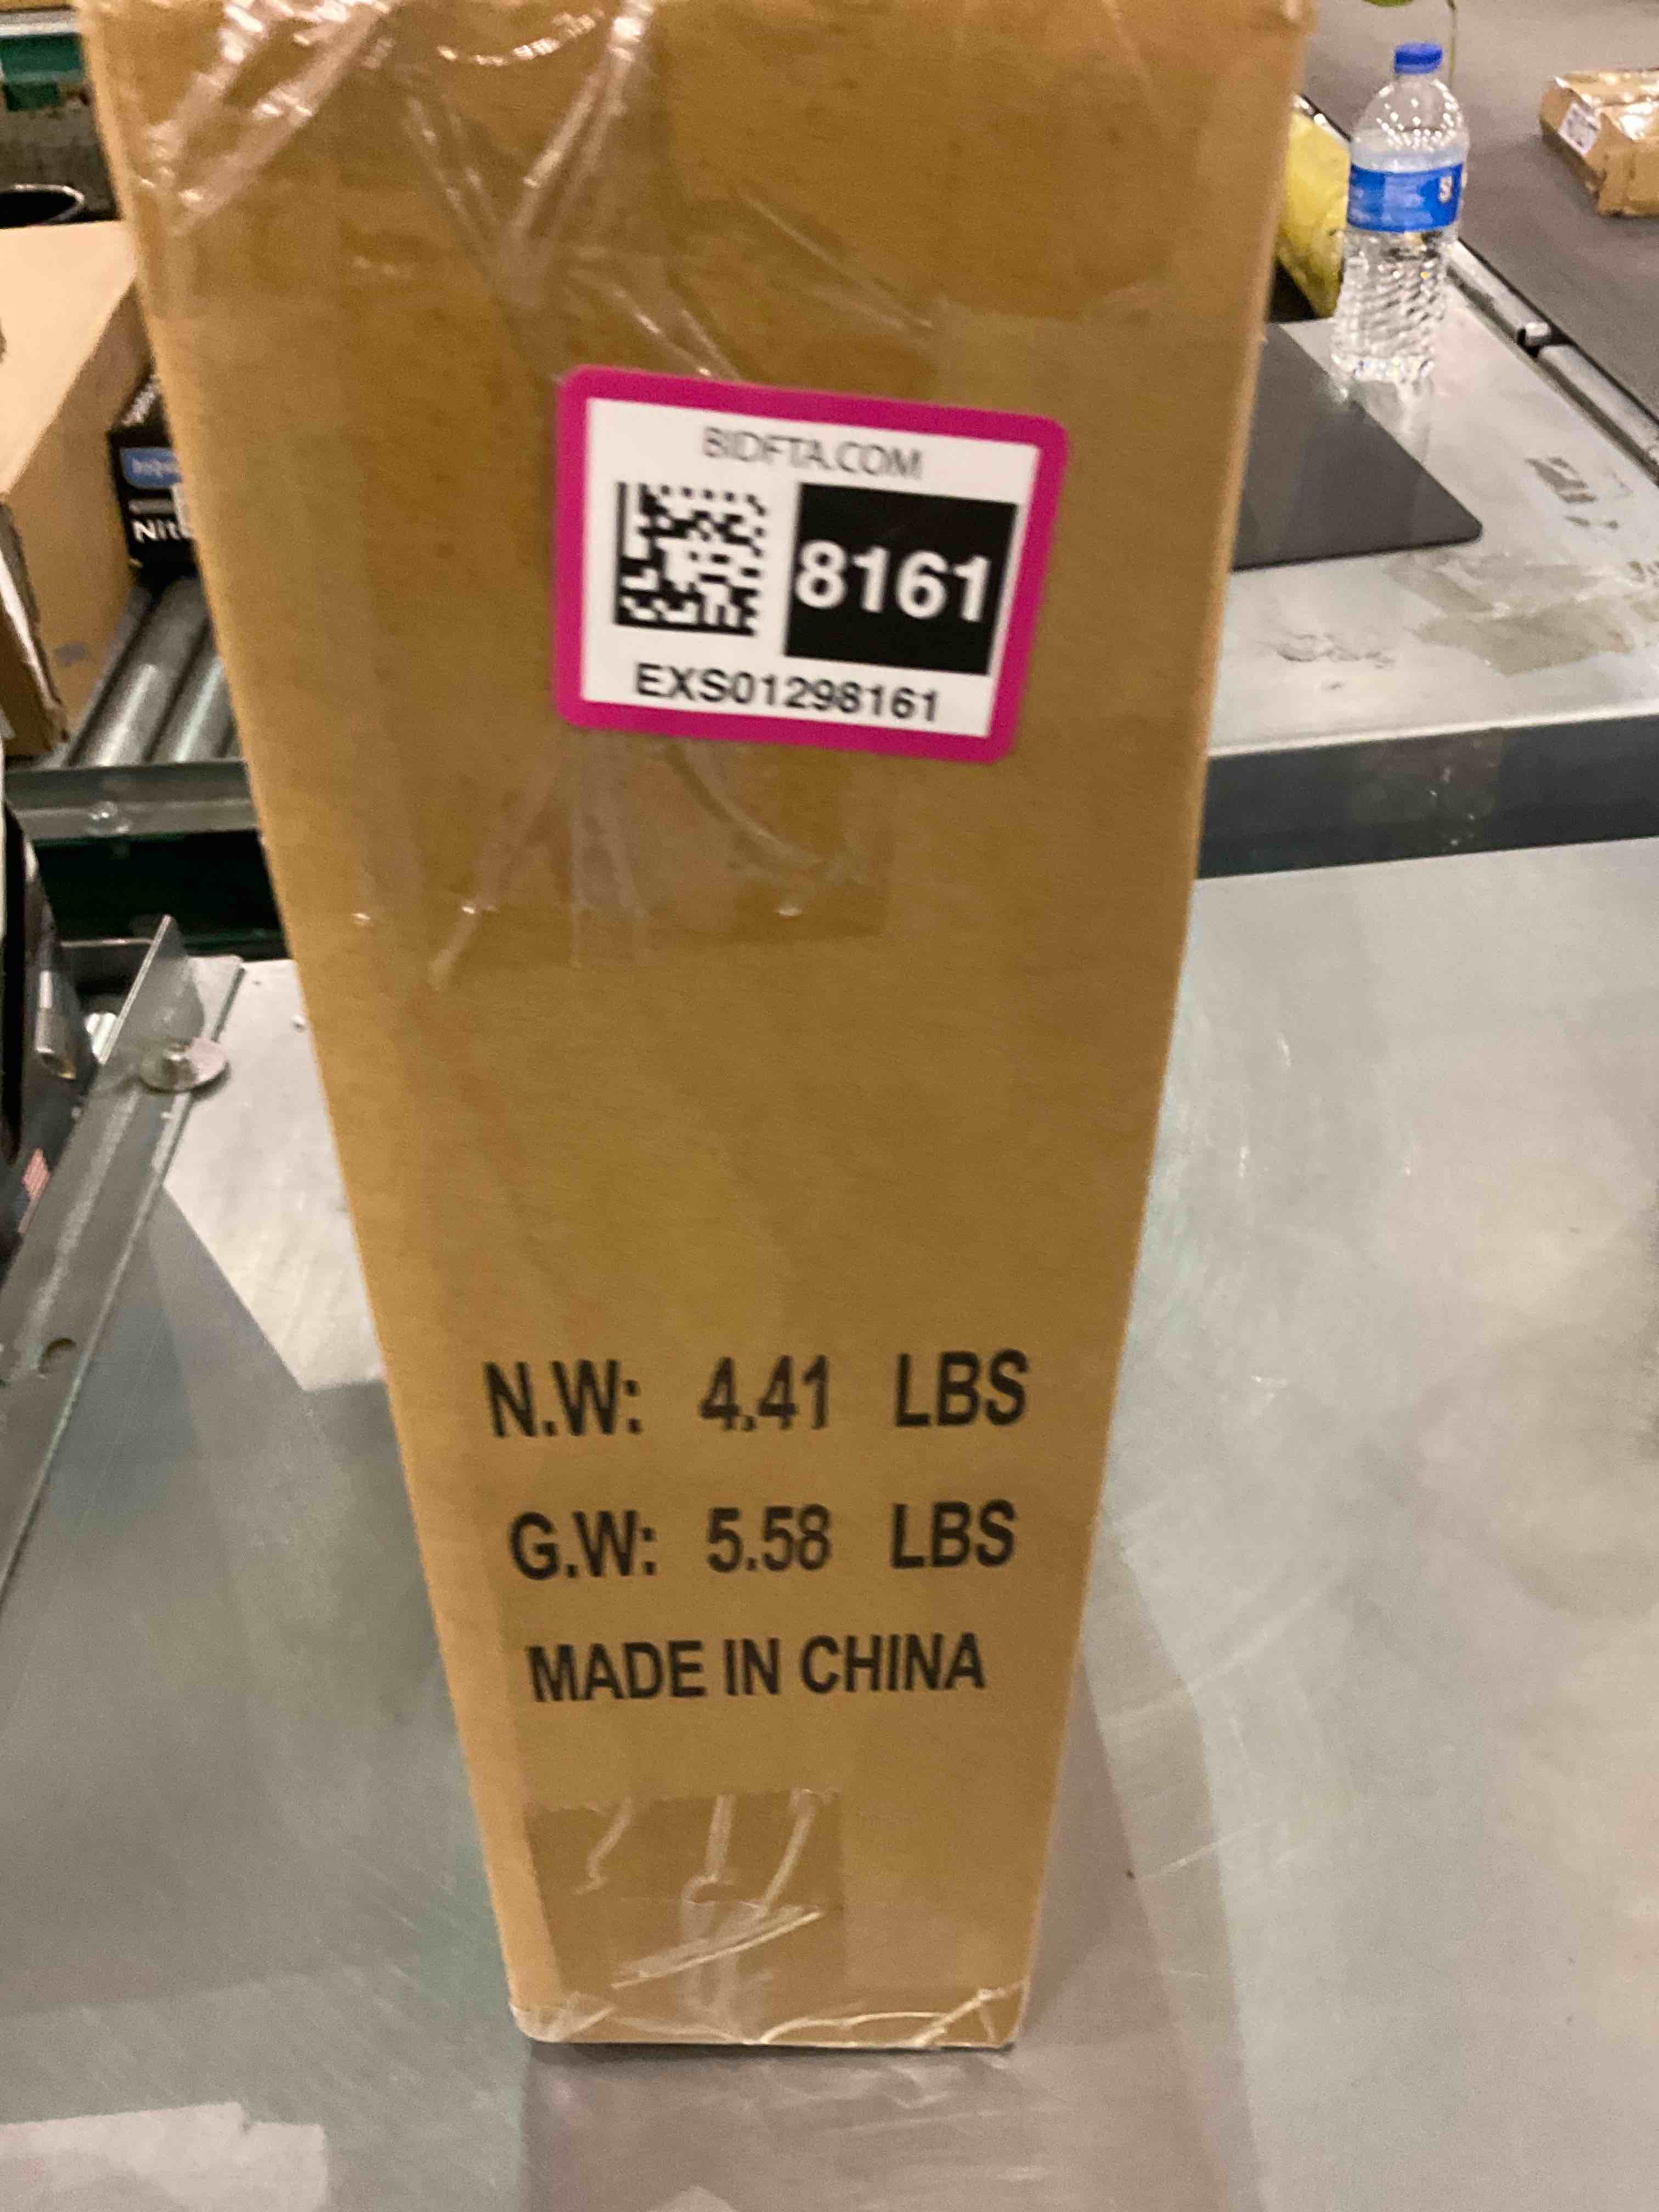 BIDFTA.COM
8161
EXS01298161
N.W: 4.41 LBS
G.W: 5.58 LBS
MADE IN CHINA